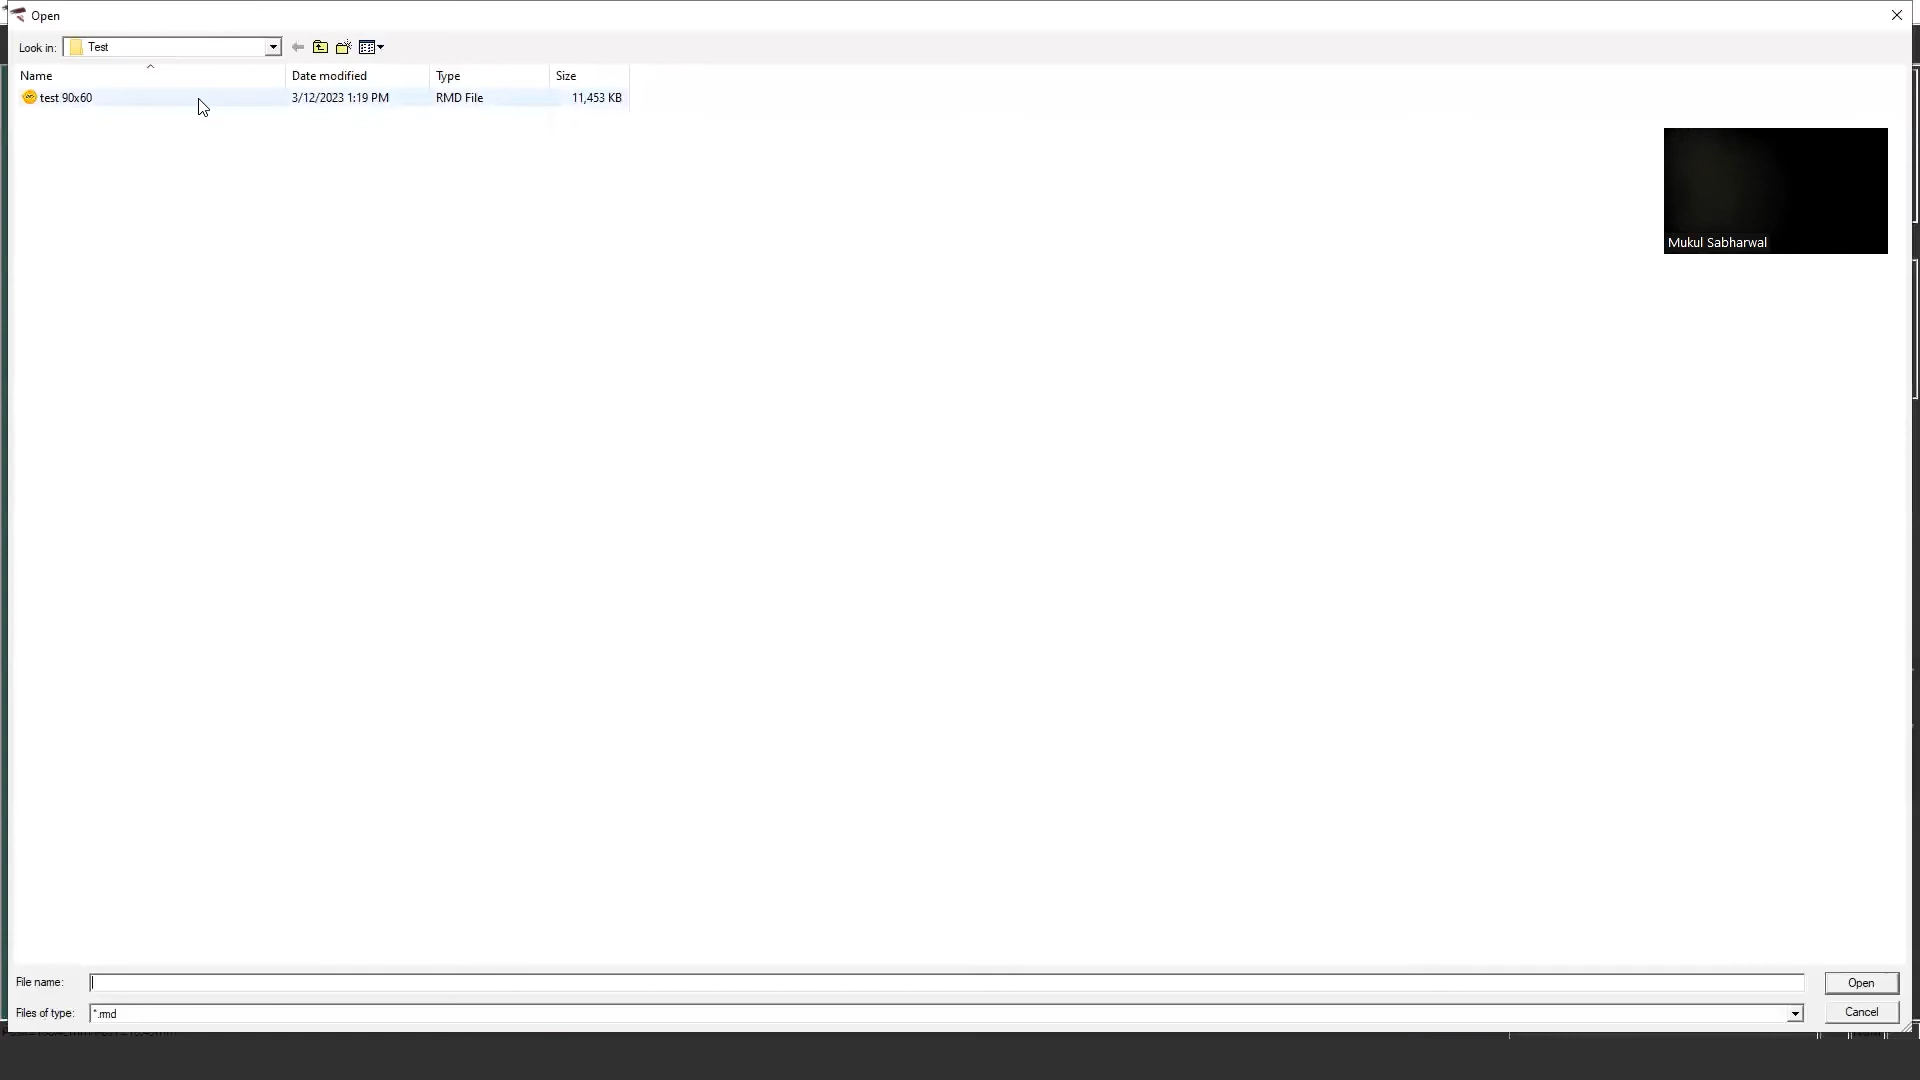 Open
Look in: Test
Name Date modified Type Size
test 90x60 3/12/2023 1:19 PM RMD File 11,453 KB
Mukul Sabharwal
File name: Open
Files of type: *.rmd Cancel